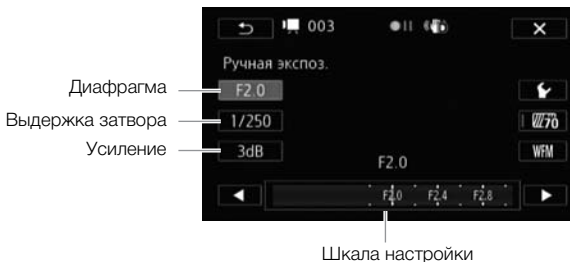 003
Ручная экспоз.
Диафрагма F2.0
Выдержка затвора 1/250
Усиление 3dB
70
WFM
F2.0
F2.0 F2.4 F2.8
Шкала настройки